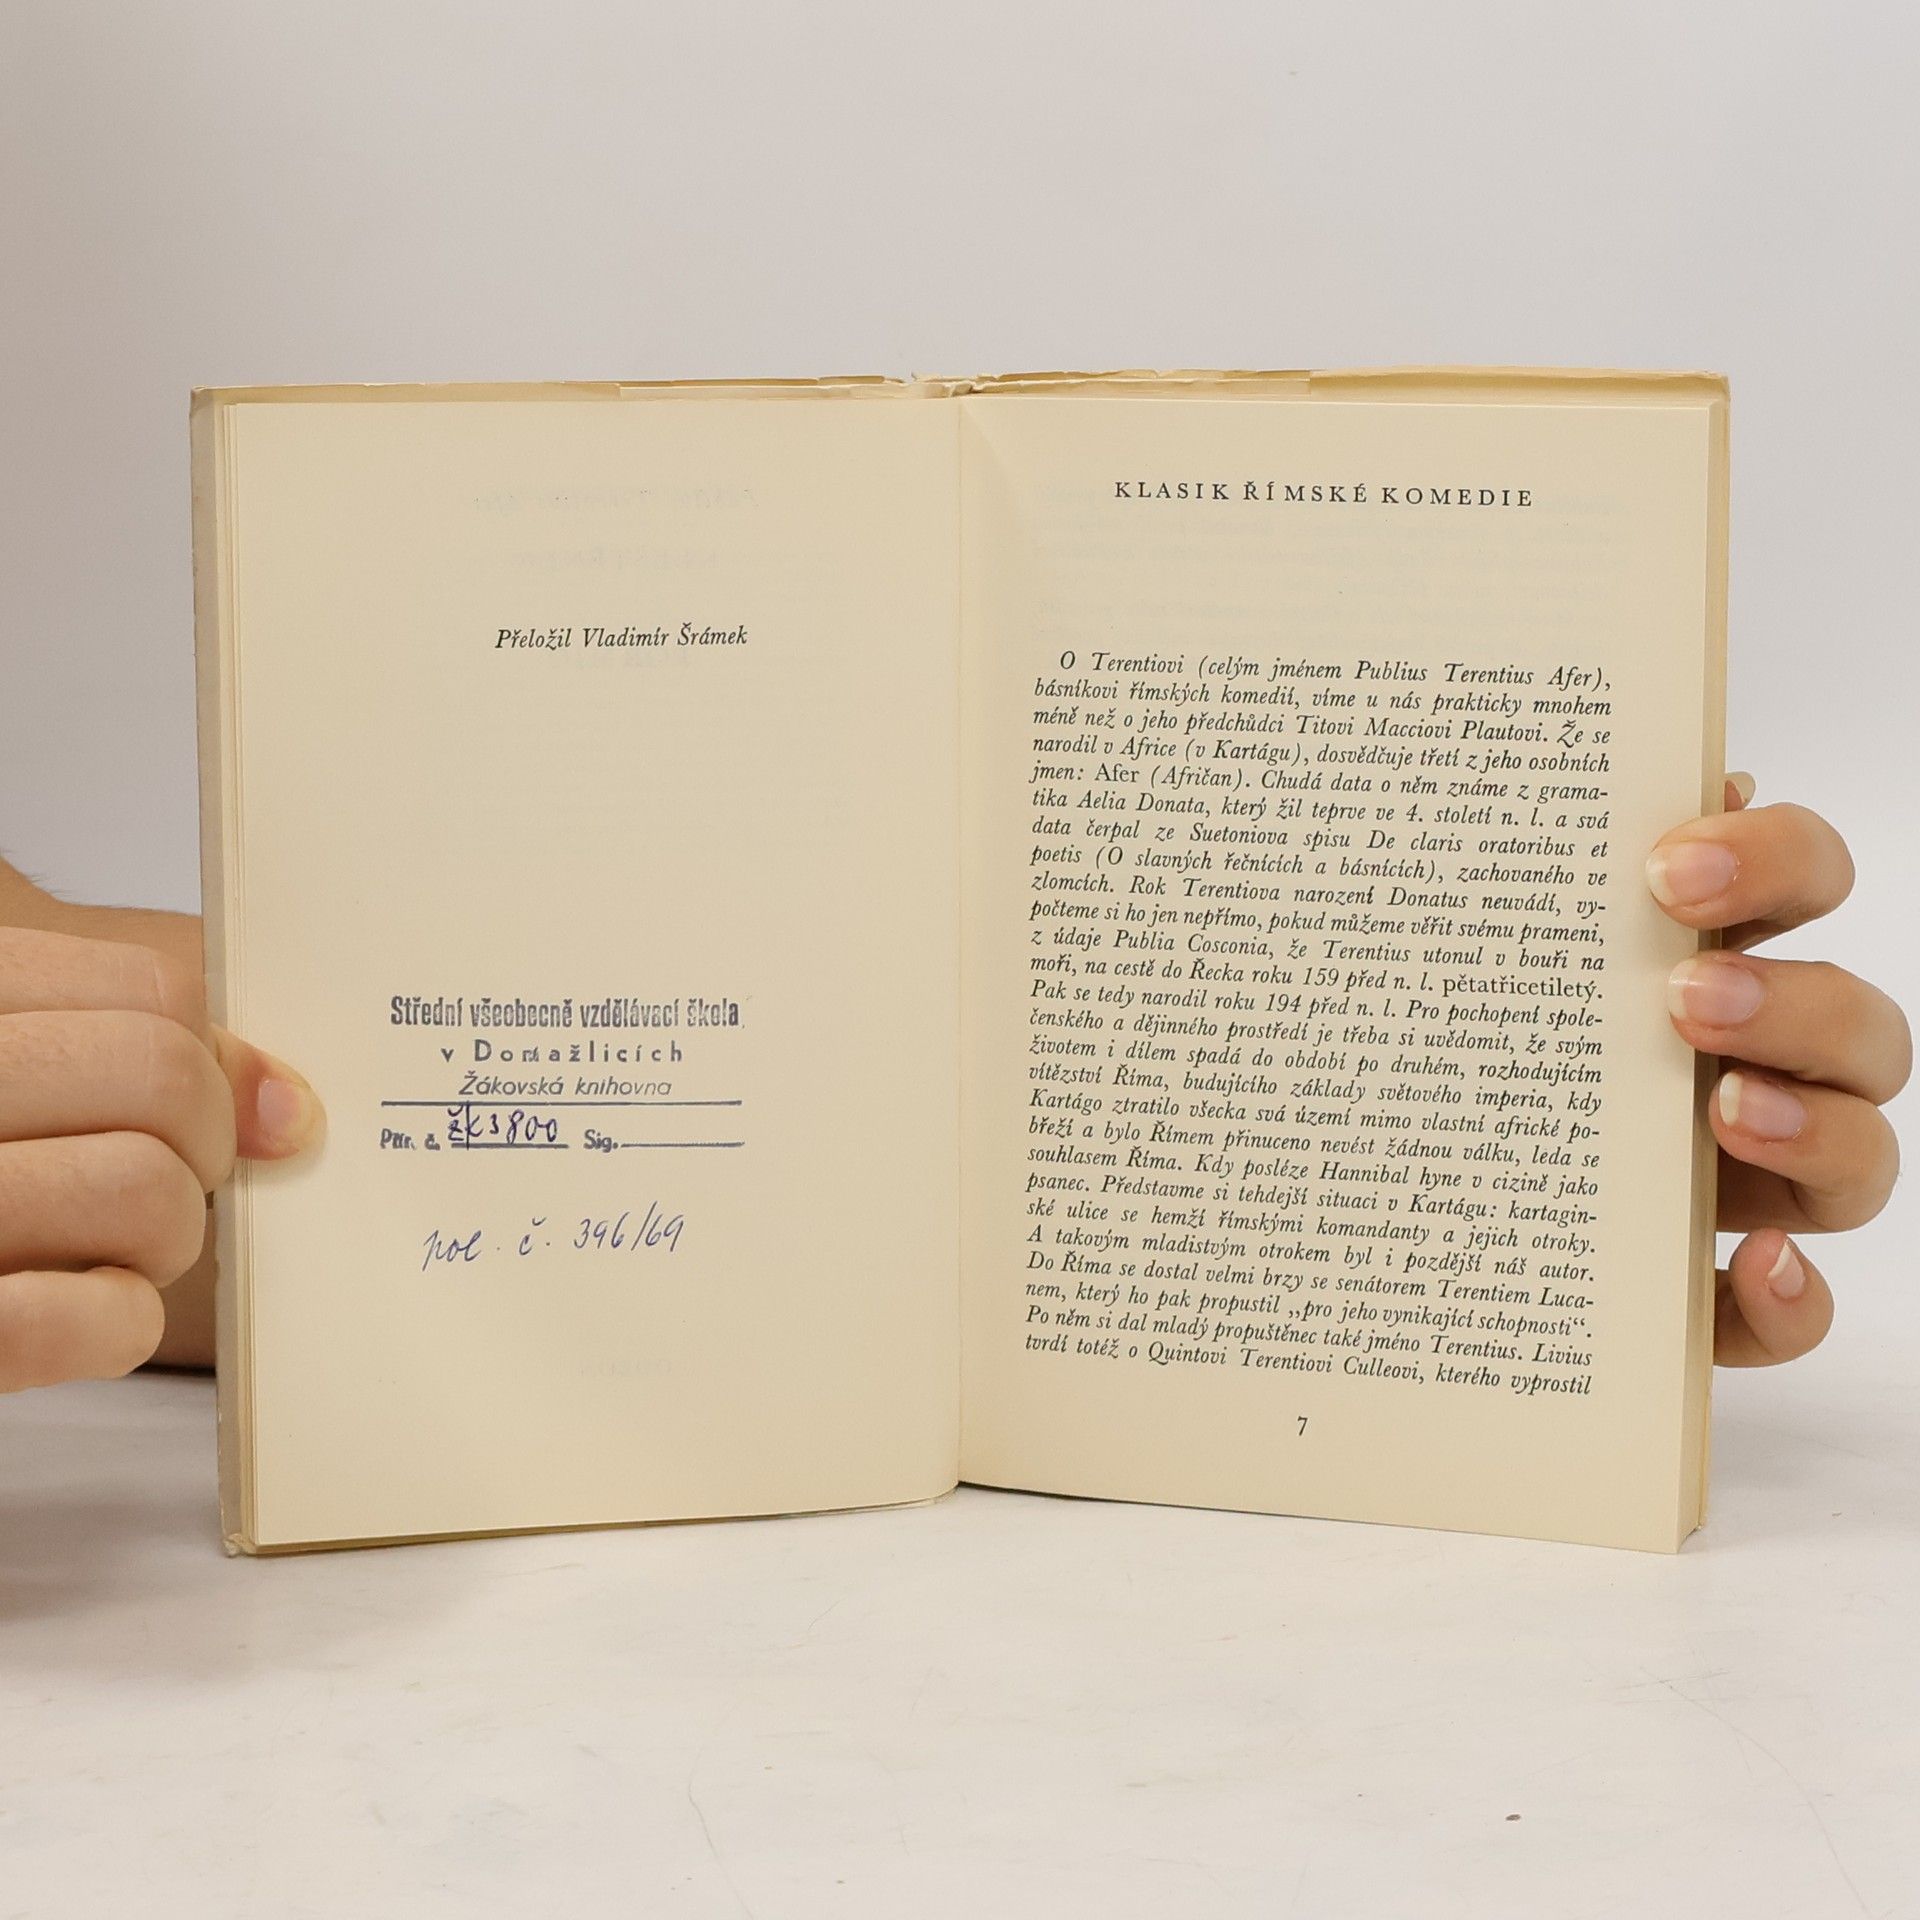 Přeložil Vladimír Šrámek
Střední všeobecně vzdělávací škola
v Domažlicích
Žákovská knihovna
Přír. č. žk 3800 Sig.
pol. č. 396/69
KLASIK ŘÍMSKÉ KOMEDIE
O Terentiovi (celým jménem Publius Terentius Afer),
básníkovi římských komedií, víme u nás prakticky mnohem
méně než o jeho předchůdci Titovi Macciovi Plautovi. Že se
narodil v Africe (v Kartágu), dosvědčuje třetí z jeho osobních
jmen: Afer (Afričan). Chudá data o něm známe z grama-
tika Aelia Donata, který žil teprve ve 4. století n. l. a svá
data čerpal ze Suetoniova spisu De claris oratoribus et
poetis (O slavných řečnících a básnících), zachovaného ve
zlomcích. Rok Terentiova narození Donatus neuvádí, vy-
počteme si ho jen nepřímo, pokud můžeme věřit svému prameni,
z údaje Publia Cosconia, že Terentius utonul v bouři na
moři, na cestě do Řecka roku 159 před n. l. pětatřicetiletý.
Pak se tedy narodil roku 194 před n. l. Pro pochopení spole-
čenského a dějinného prostředí je třeba si uvědomit, že svým
životem i dílem spadá do období po druhém, rozhodujícím
vítězství Říma, budujícího základy světového imperia, kdy
Kartágo ztratilo všecka svá území mimo vlastní africké po-
břeží a bylo Římem přinuceno nevést žádnou válku, leda se
souhlasem Říma. Kdy posléze Hannibal hyne v cizině jako
psanec. Představme si tehdejší situaci v Kartágu: kartagin-
ské ulice se hemží římskými komandanty a jejich otroky.
A takovým mladistvým otrokem byl i pozdější náš autor.
Do Říma se dostal velmi brzy se senátorem Terentiem Luca-
nem, který ho pak propustil „pro jeho vynikající schopnosti“.
Po něm si dal mladý propuštěnec také jméno Terentius. Livius
tvrdí totéž o Quintovi Terentiovi Culleovi, kterého vyprostil
7